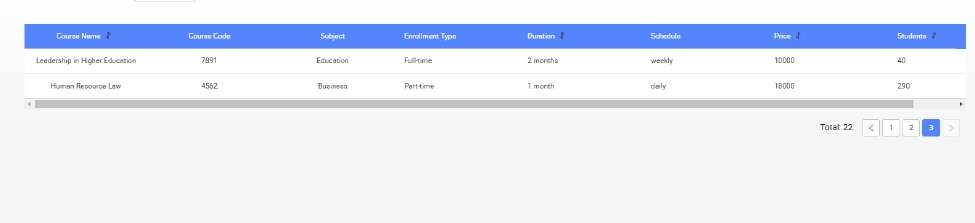 Course Name Course Code Subject Enrollment Type Duration Schedule Price Students
Leadership in Higher Education 7891 Education Full-time 2 months weekly 10000 40
Human Resource Law 4562 Business Part-time 1 month daily 18000 290
Total: 22 < 1 2 3 >